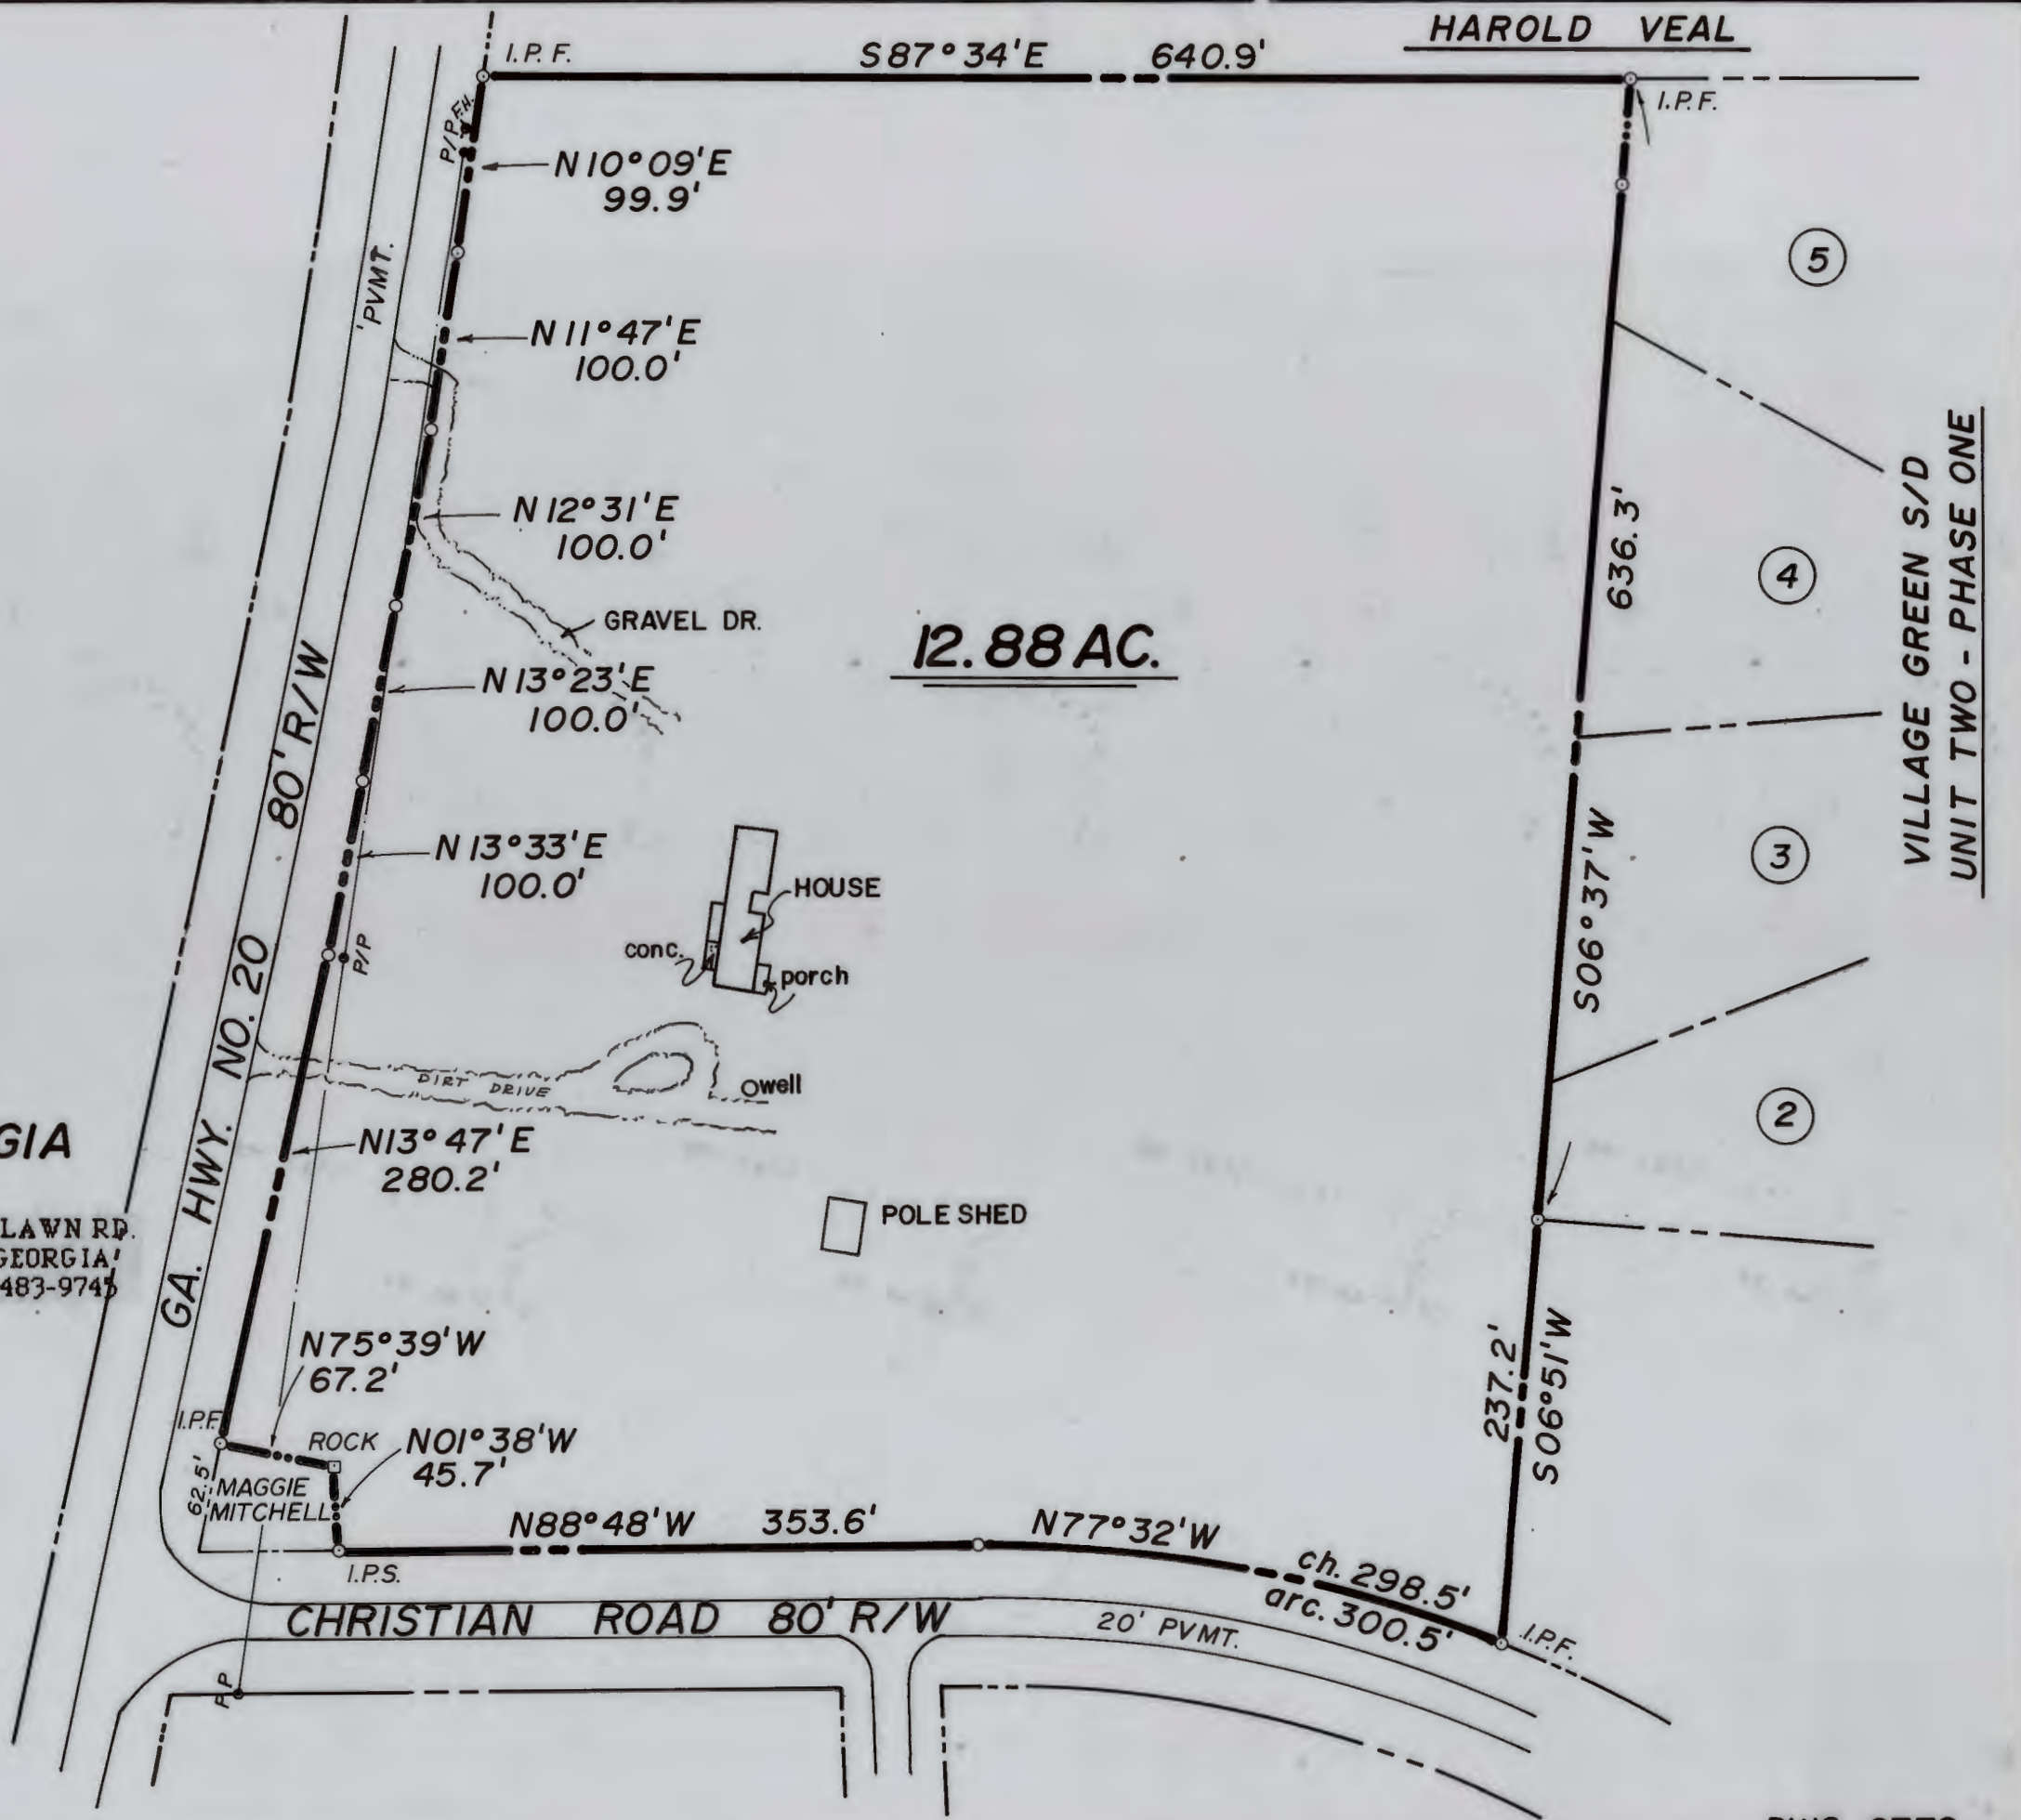 HAROLD VEAL
I.P.F.
S87°34'E 640.9'
I.P.F.
P/P F.H.
N10°09'E
99.9'
5
'PVMT.
N11°47'E
100.0'
N12°31'E
100.0'
636.3'
4
VILLAGE GREEN S/D
UNIT TWO - PHASE ONE
GRAVEL DR.
12.88 AC.
N13°23'E
100.0'
80' R/W
N13°33'E
100.0'
3
S06°37'W
HOUSE
conc.
porch
P/P
GA. HWY. NO. 20
DIRT DRIVE
well
2
GIA
N13°47'E
280.2'
LAWN RD.
GEORGIA
483-9745
POLE SHED
N75°39'W
67.2'
237.2'
S06°51'W
I.P.F.
ROCK
N01°38'W
45.7'
62.5'
MAGGIE
MITCHELL
N88°48'W 353.6'
N77°32'W
ch. 298.5'
arc. 300.5'
I.P.S.
I.P.F.
CHRISTIAN ROAD 80' R/W
20' PVMT.
P/P